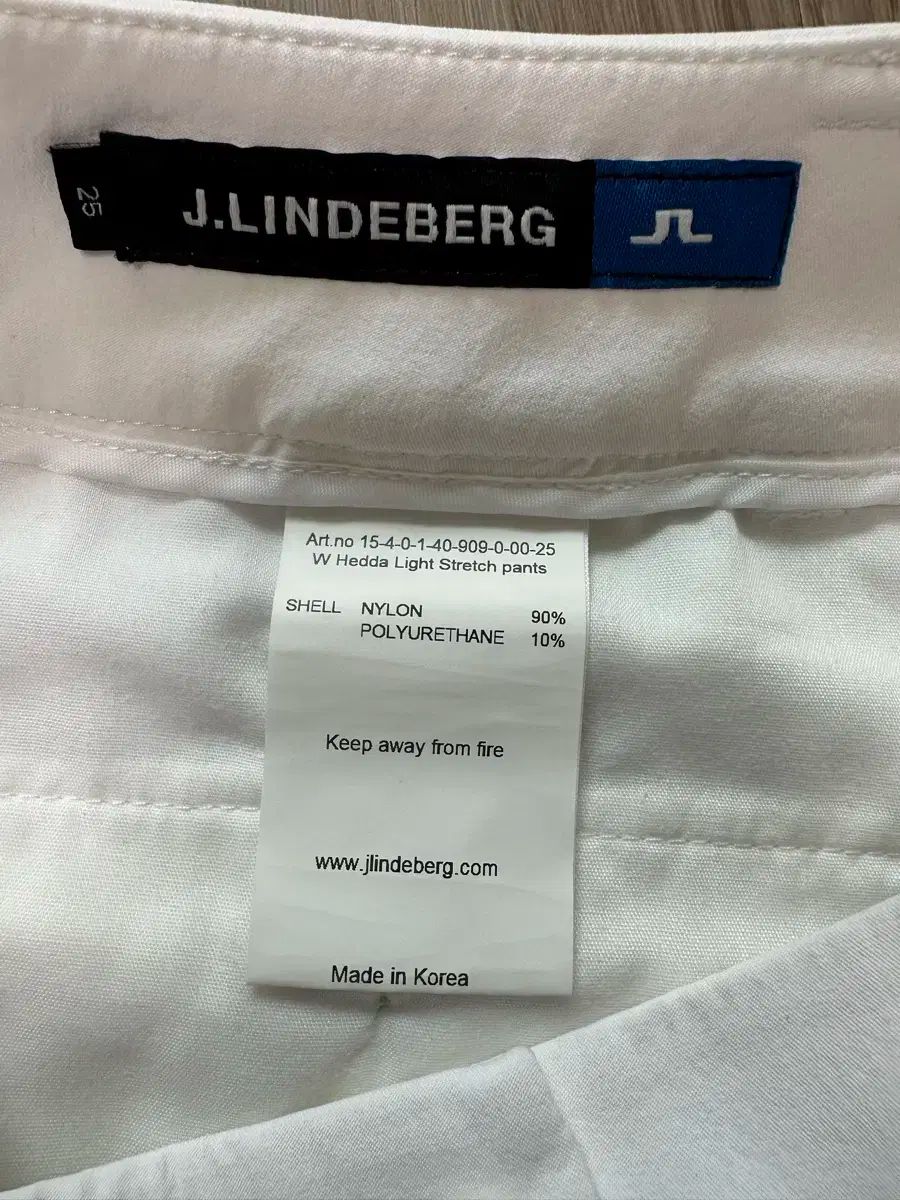 25
J.LINDEBERG
Art.no 15-4-0-1-40-909-0-00-25
W Hedda Light Stretch pants
SHELL NYLON 90%
POLYURETHANE 10%
Keep away from fire
www.jlindeberg.com
Made in Korea